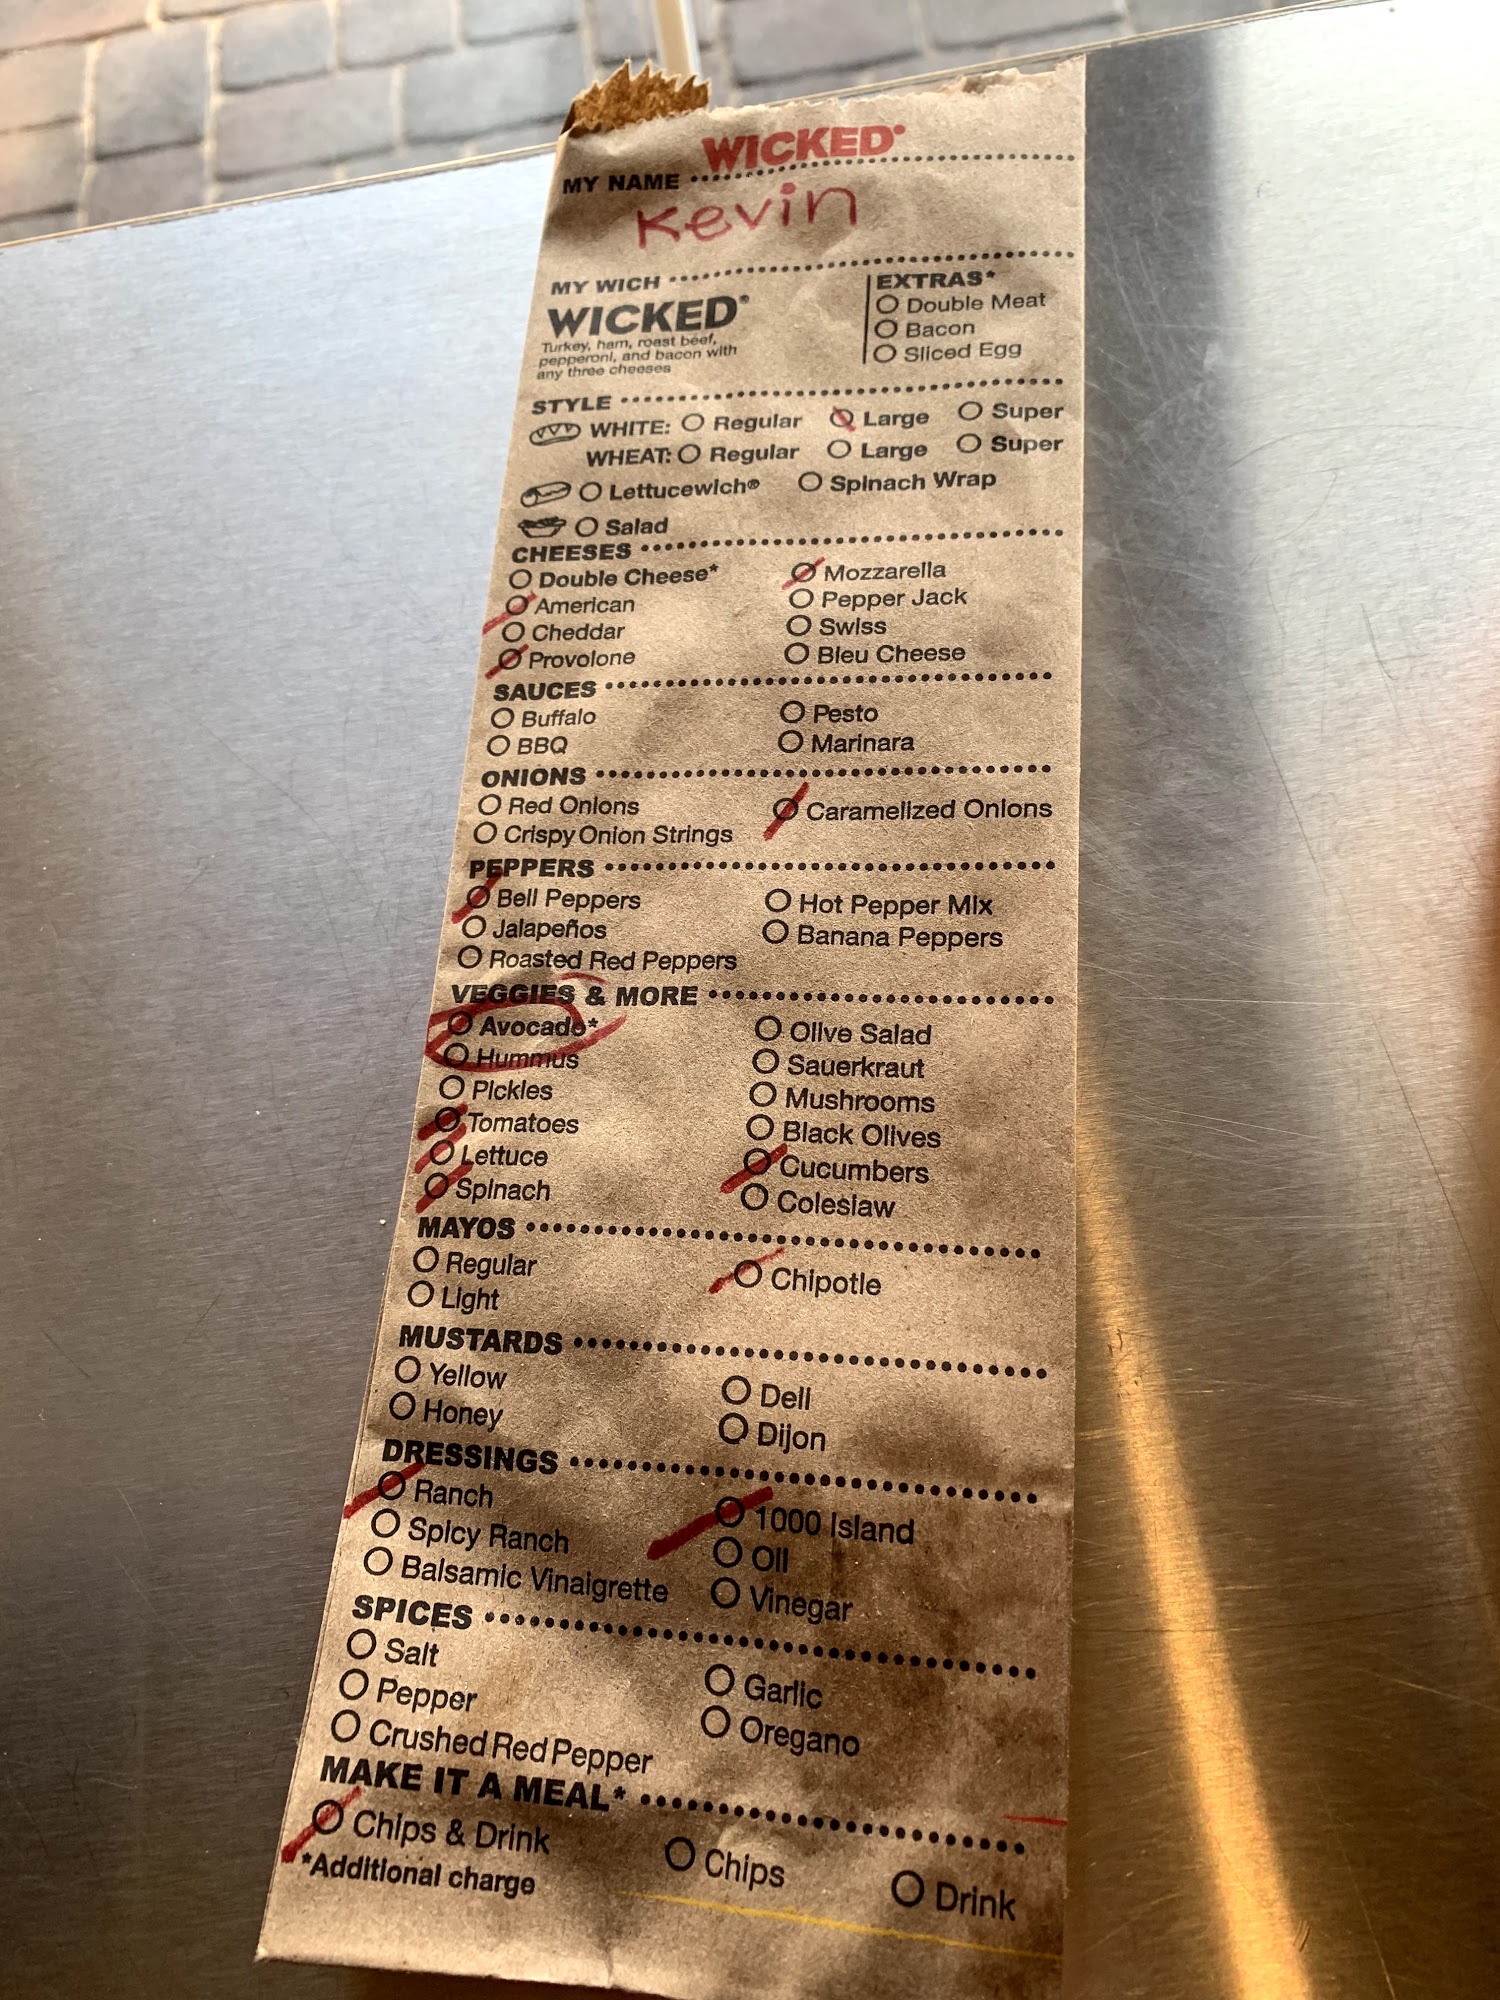 WICKED®
MY NAME
Kevin
MY WICH
WICKED®
Turkey, ham, roast beef,
pepperoni, and bacon with
any three cheeses
EXTRAS*
Double Meat
Bacon
Sliced Egg
STYLE
WHITE: Regular Large Super
WHEAT: Regular Large Super
Lettucewich® Spinach Wrap
Salad
CHEESES
Double Cheese* Mozzarella
American Pepper Jack
Cheddar Swiss
Provolone Bleu Cheese
SAUCES
Buffalo Pesto
BBQ Marinara
ONIONS
Red Onions Caramelized Onions
Crispy Onion Strings
PEPPERS
Bell Peppers Hot Pepper Mix
Jalapeños Banana Peppers
Roasted Red Peppers
VEGGIES & MORE
Avocado* Olive Salad
Hummus Sauerkraut
Pickles Mushrooms
Tomatoes Black Olives
Lettuce Cucumbers
Spinach Coleslaw
MAYOS
Regular Chipotle
Light
MUSTARDS
Yellow Deli
Honey Dijon
DRESSINGS
Ranch 1000 Island
Spicy Ranch Oil
Balsamic Vinaigrette Vinegar
SPICES
Salt Garlic
Pepper Oregano
Crushed Red Pepper
MAKE IT A MEAL*
Chips & Drink Chips Drink
*Additional charge